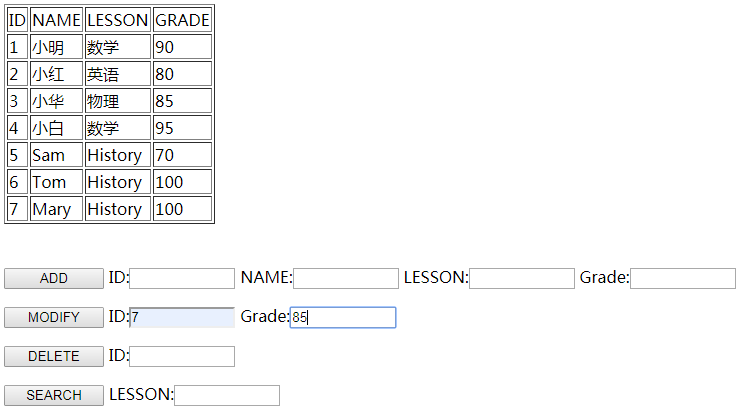 ID NAME LESSON GRADE
1 小明 数学 90
2 小红 英语 80
3 小华 物理 85
4 小白 数学 95
5 Sam History 70
6 Tom History 100
7 Mary History 100
ADD ID: NAME: LESSON: Grade:
MODIFY ID:7 Grade:85
DELETE ID:
SEARCH LESSON: